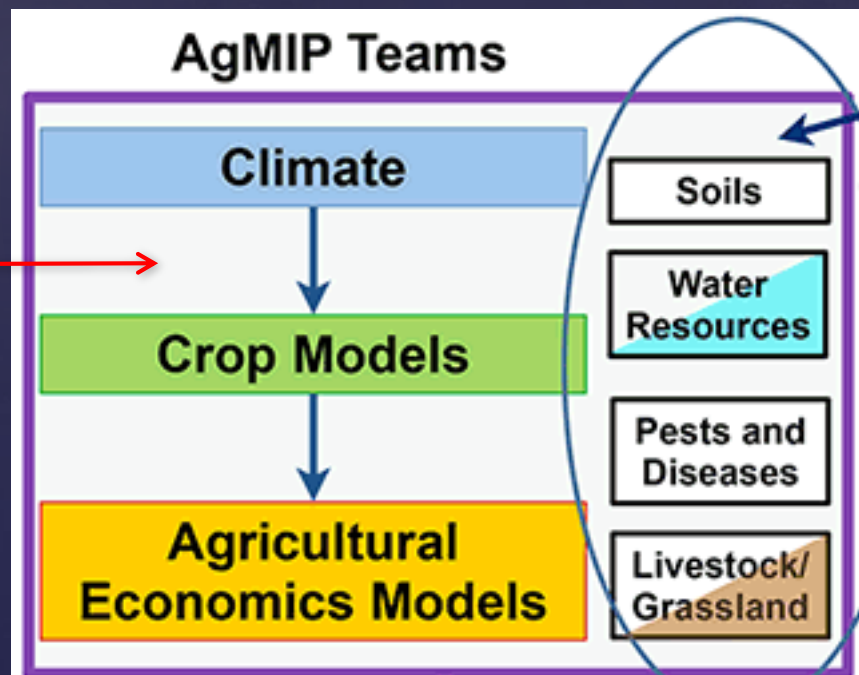 AgMIP Teams
Climate
Crop Models
Agricultural
Economics Models
Soils
Water
Resources
Pests and
Diseases
Livestock/
Grassland